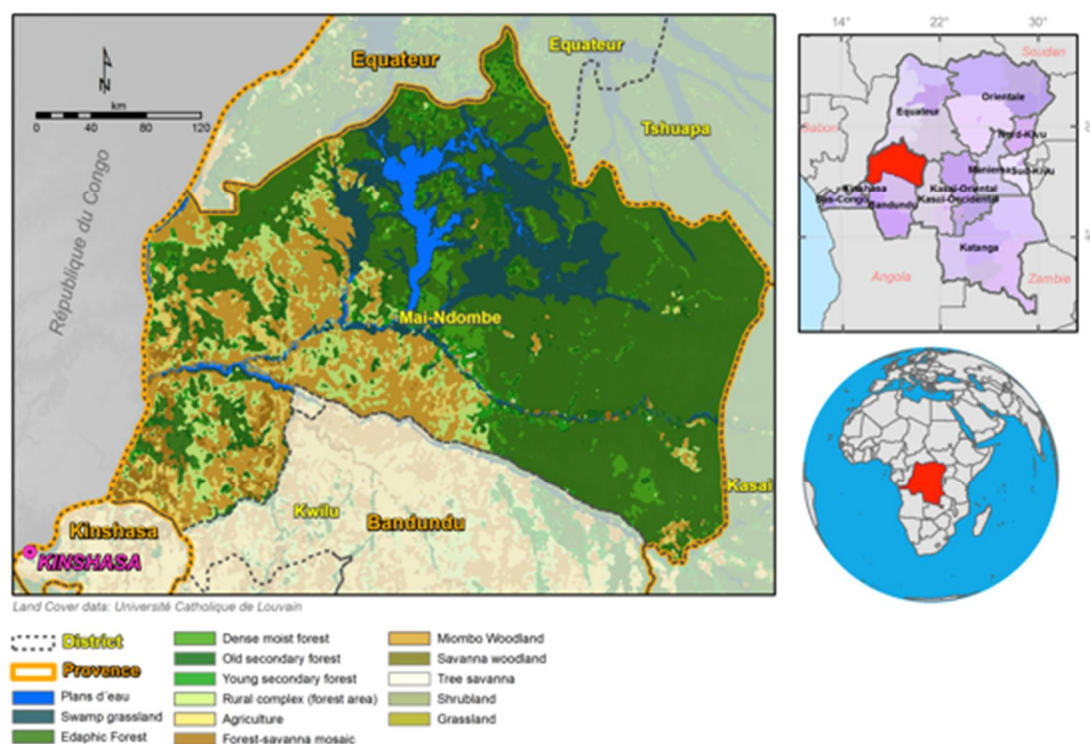 N
km
0 20 40 80 120
République du Congo
Equateur
Equateur
Tshuapa
Mai-Ndombe
Kasai
Kwilu
Bandundu
Kinshasa
KINSHASA
Land Cover data: Université Catholique de Louvain
District
Provence
Plans d'eau
Swamp grassland
Edaphic Forest
Dense moist forest
Old secondary forest
Young secondary forest
Rural complex (forest area)
Agriculture
Forest-savanna mosaic
Miombo Woodland
Savanna woodland
Tree savanna
Shrubland
Grassland
14° 22° 30°
Soudan
Equateur
Orientale
Gabon
Nord-Kivu
Maniema
Sud-Kivu
Kinshasa
Bas-Congo
Bandundu
Kasai-Oriental
Kasai-Occidental
Katanga
Angola
Zambie